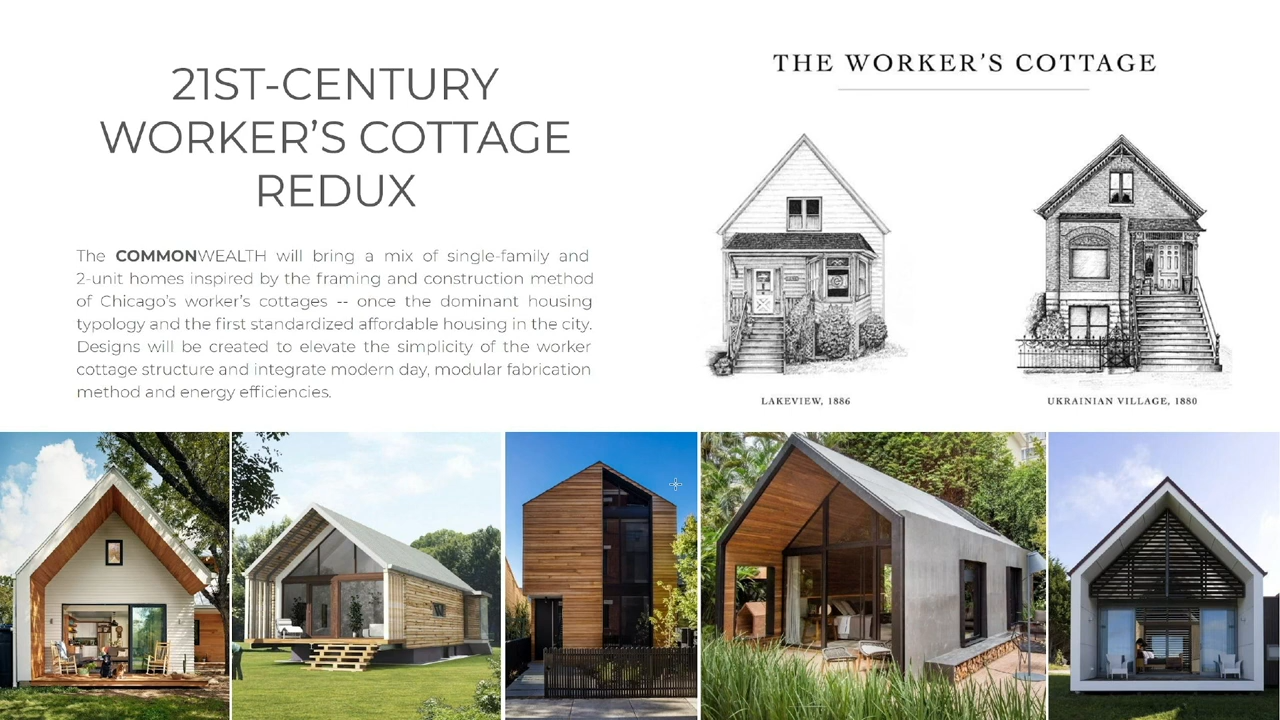 21ST-CENTURY
WORKER'S COTTAGE
REDUX
The COMMONWEALTH will bring a mix of single-family and
2-unit homes inspired by the framing and construction method
of Chicago's worker's cottages -- once the dominant housing
typology and the first standardized affordable housing in the city.
Designs will be created to elevate the simplicity of the worker
cottage structure and integrate modern day, modular fabrication
method and energy efficiencies.
THE WORKER'S COTTAGE
LAKEVIEW, 1886
UKRAINIAN VILLAGE, 1880